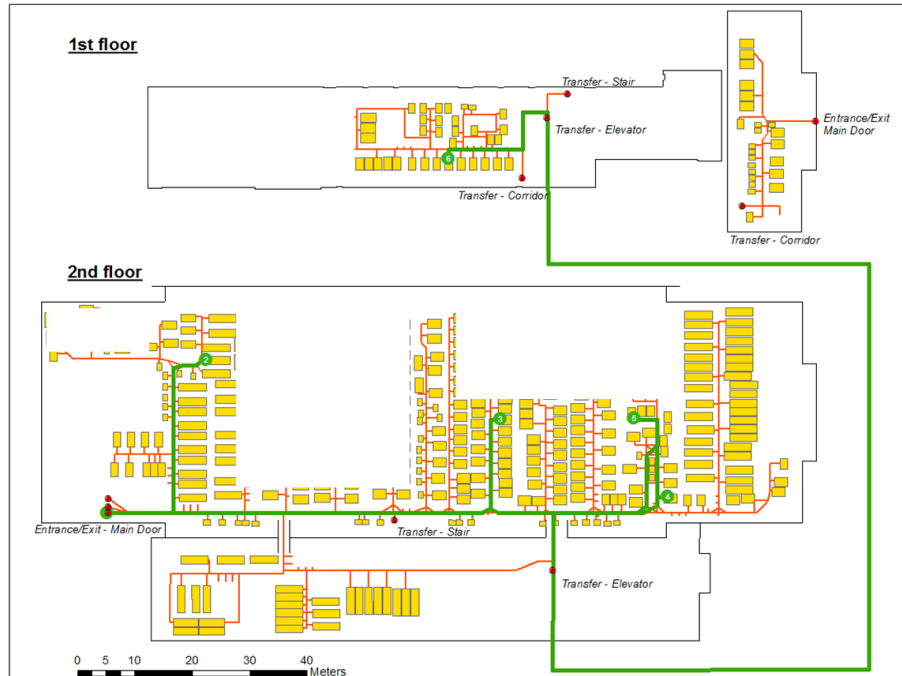 1st floor
Transfer - Stair
Transfer - Elevator
Entrance/Exit
Main Door
6
Transfer - Corridor
Transfer - Corridor
2nd floor
2
3
5
4
Entrance/Exit - Main Door
Transfer - Stair
Transfer - Elevator
0 5 10 20 30 40
Meters